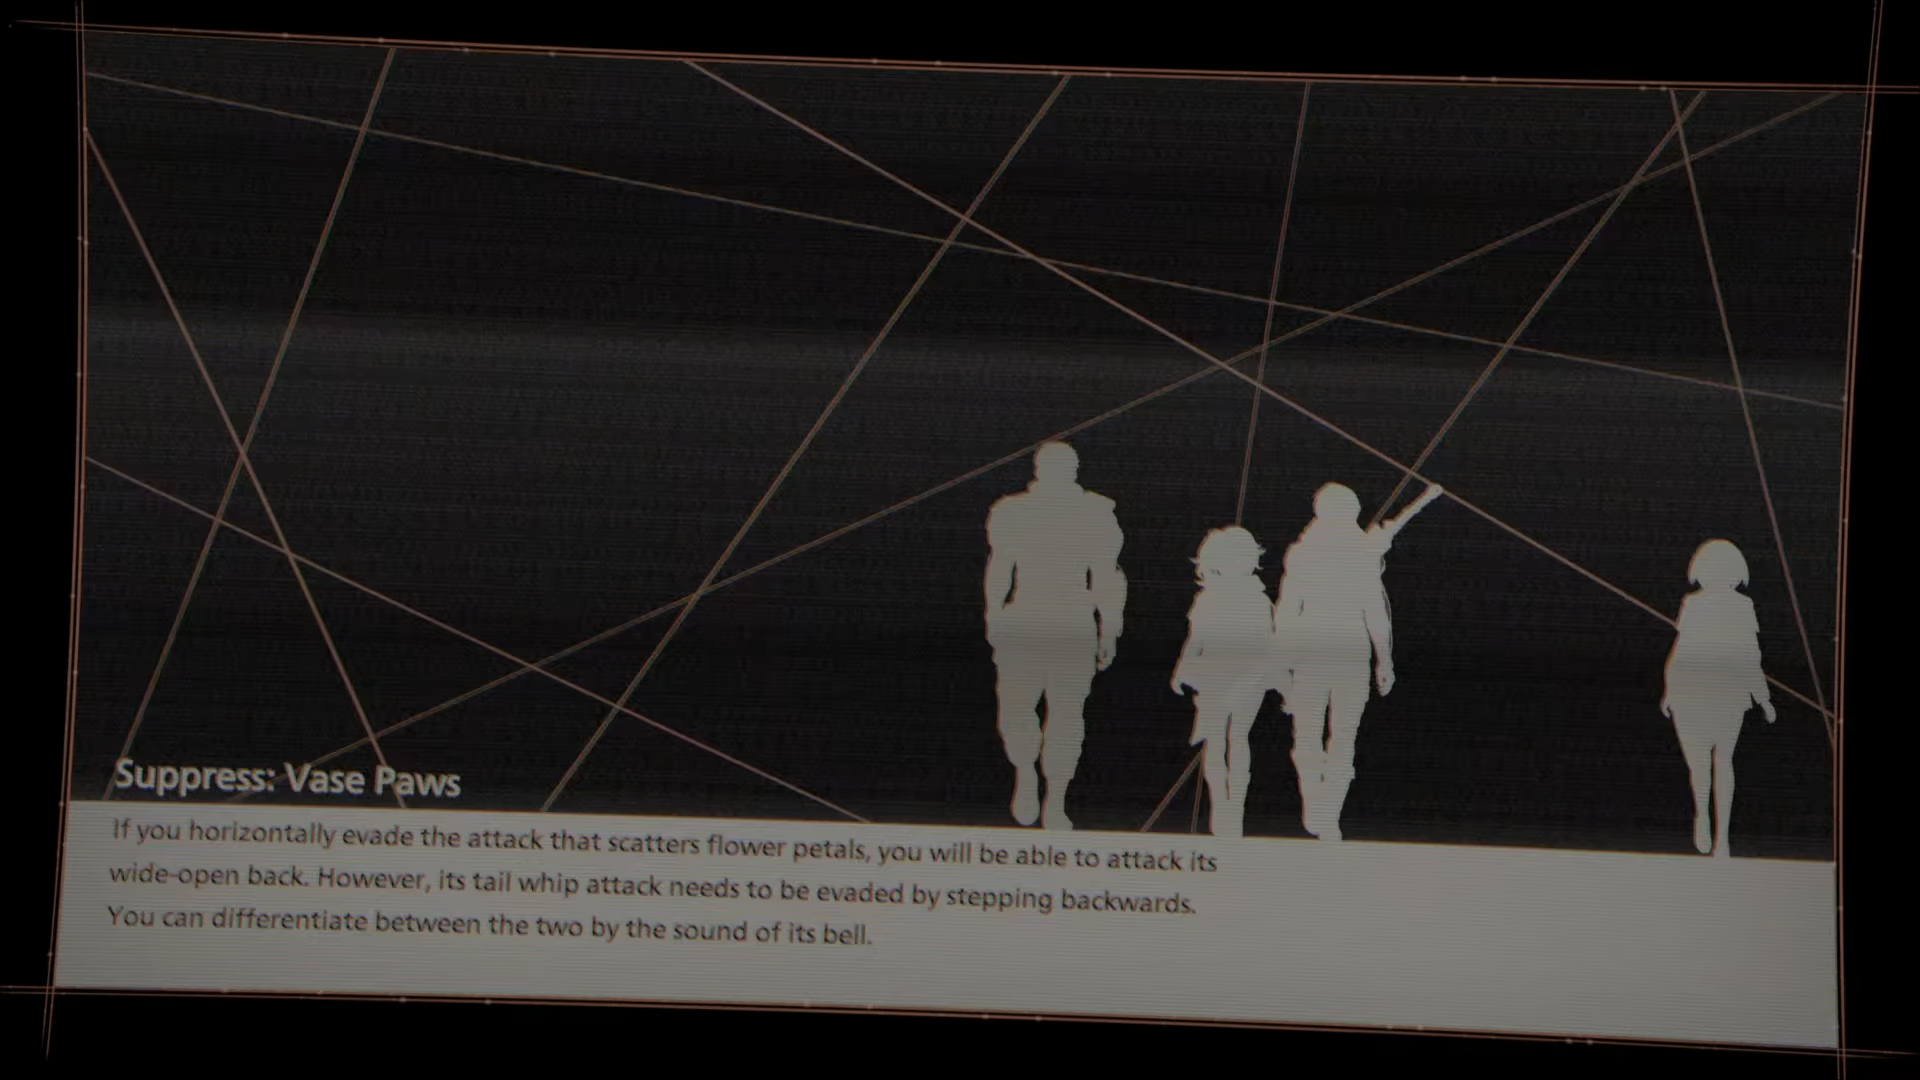 Suppress: Vase Paws
If you horizontally evade the attack that scatters flower petals, you will be able to attack its
wide-open back. However, its tail whip attack needs to be evaded by stepping backwards.
You can differentiate between the two by the sound of its bell.